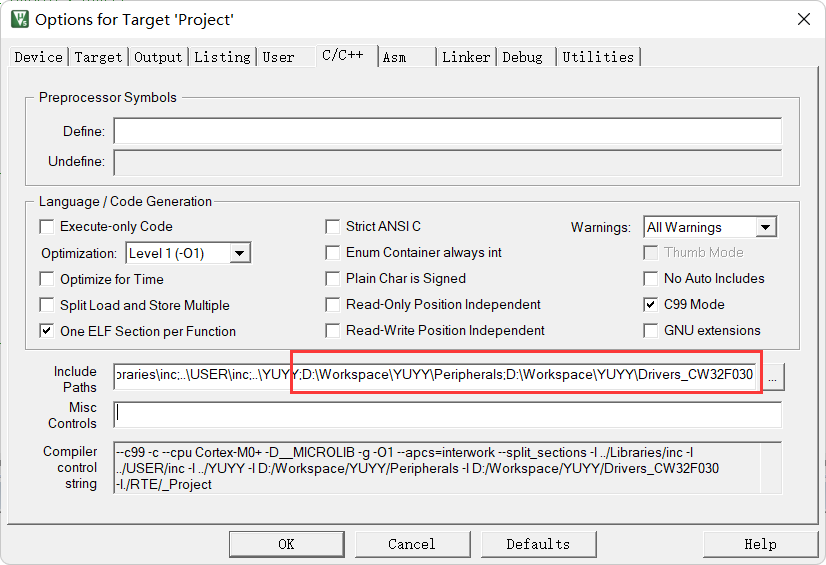 Options for Target 'Project'
Device Target Output Listing User C/C++ Asm Linker Debug Utilities
Preprocessor Symbols
Define:
Undefine:
Language / Code Generation
Execute-only Code Strict ANSI C Warnings: All Warnings
Optimization: Level 1 (-O1) Enum Container always int Thumb Mode
Optimize for Time Plain Char is Signed No Auto Includes
Split Load and Store Multiple Read-Only Position Independent C99 Mode
One ELF Section per Function Read-Write Position Independent GNU extensions
Include
Paths
braries\inc;..\USER\inc;..\YUYY;D:\Workspace\YUYY\Peripherals;D:\Workspace\YUYY\Drivers_CW32F030
...
Misc
Controls
Compiler
control
string
--c99 -c --cpu Cortex-M0+ -D__MICROLIB -g -O1 --apcs=interwork --split_sections -I ../Libraries/inc -I
../USER/inc -I ../YUYY -I D:/Workspace/YUYY/Peripherals -I D:/Workspace/YUYY/Drivers_CW32F030
-I./RTE/_Project
OK Cancel Defaults Help